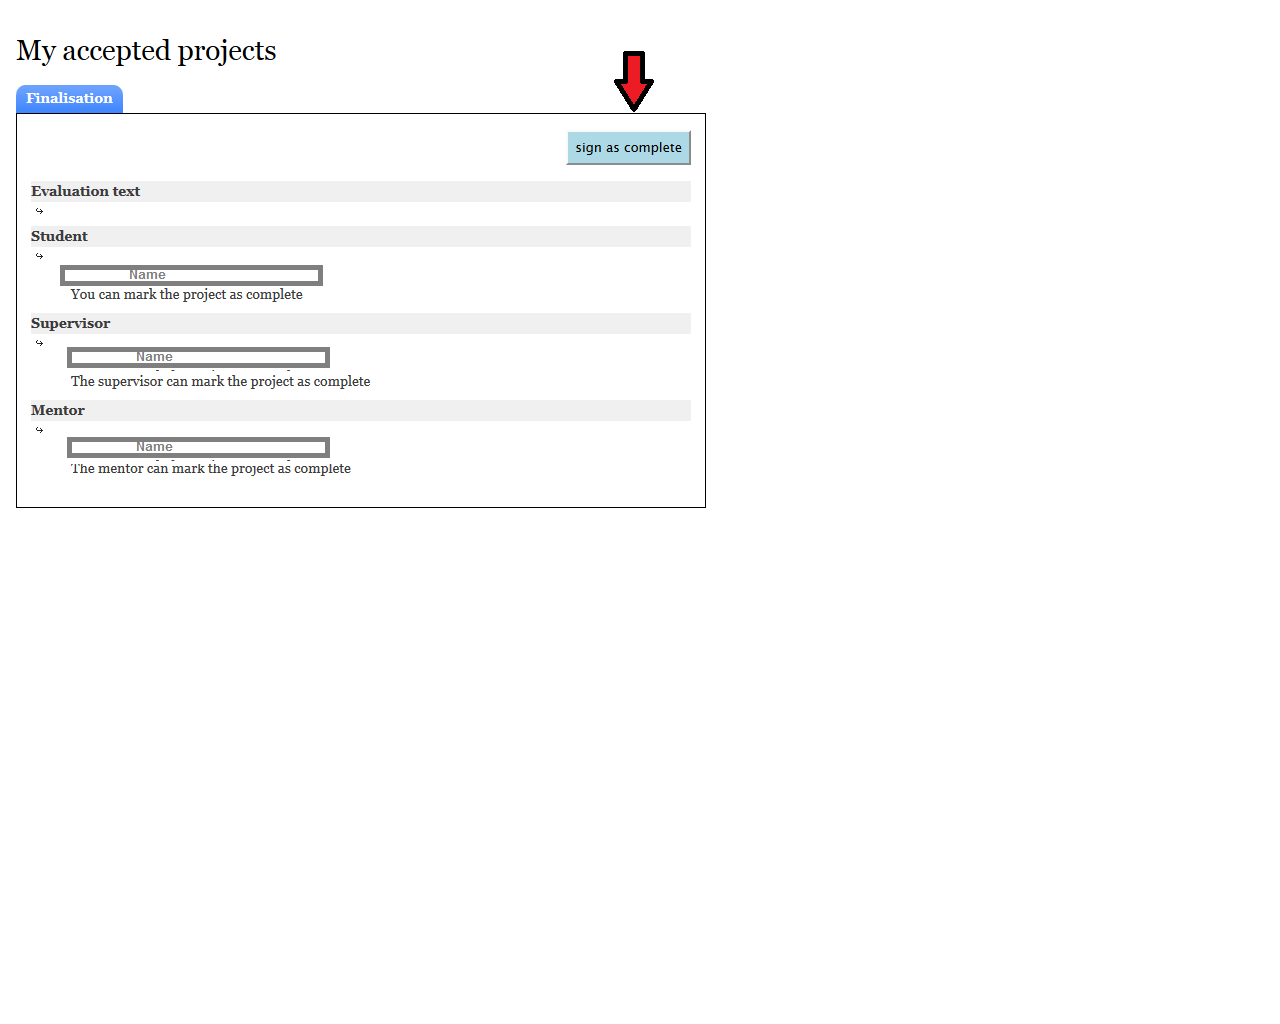 My accepted projects
Finalisation
sign as complete
Evaluation text
Student
Name
You can mark the project as complete
Supervisor
Name
The supervisor can mark the project as complete
Mentor
Name
The mentor can mark the project as complete